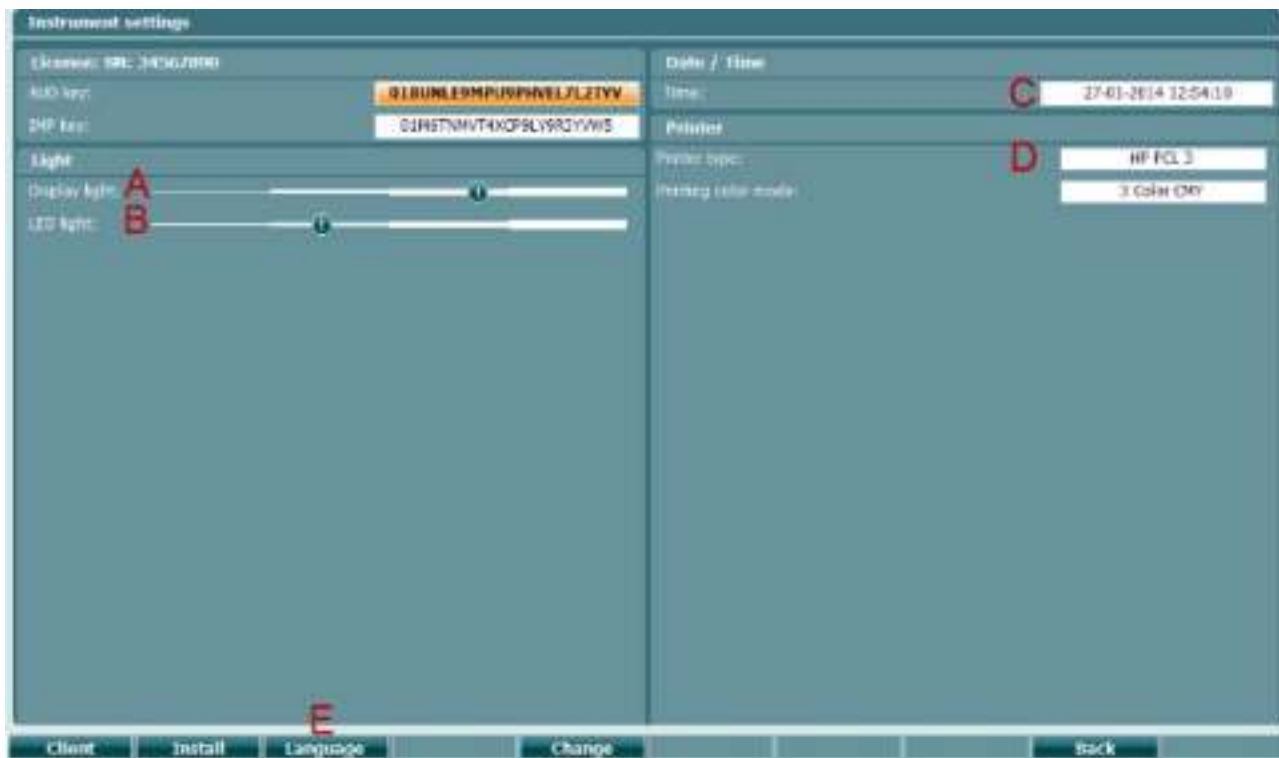 Instrument settings
License: SN: 34567890
AUD key:
IMP key:
Light
Display light: A
LED light: B
Date / Time
Time: C 27-01-2014 12:54:10
Printer
Printer type: D HP PCL 3
Printing color mode: 3 Color CMY
E
Client Install Language Change Back